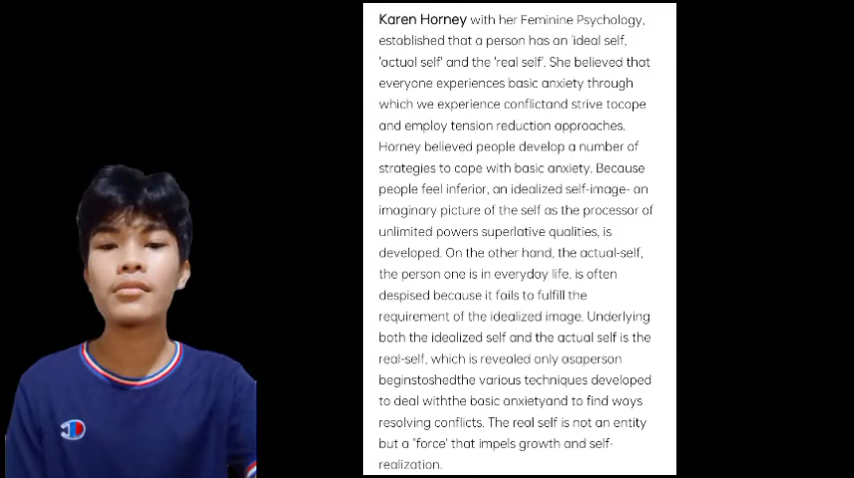 Karen Horney with her Feminine Psychology,
established that a person has an 'ideal self,
'actual self' and the 'real self'. She believed that
everyone experiences basic anxiety through
which we experience conflictand strive tocope
and employ tension reduction approaches.
Horney believed people develop a number of
strategies to cope with basic anxiety. Because
people feel inferior, an idealized self-image- an
imaginary picture of the self as the processor of
unlimited powers superlative qualities, is
developed. On the other hand, the actual-self,
the person one is in everyday life, is often
despised because it fails to fulfill the
requirement of the idealized image. Underlying
both the idealized self and the actual self is the
real-self, which is revealed only asaperson
beginstoshedthe various techniques developed
to deal withthe basic anxietyand to find ways
resolving conflicts. The real self is not an entity
but a 'force' that impels growth and self-
realization.